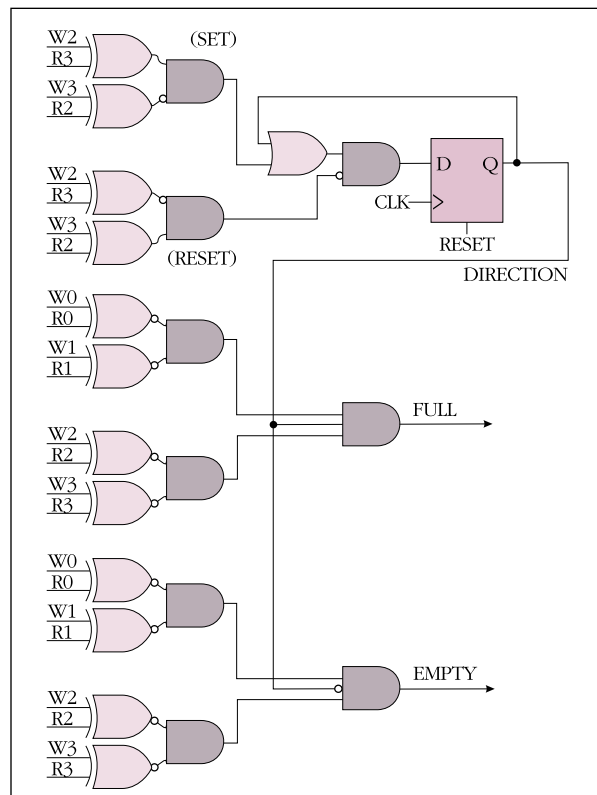 W2
R3
(SET)
W3
R2
W2
R3
W3
R2
(RESET)
D
Q
CLK
RESET
DIRECTION
W0
R0
W1
R1
FULL
W2
R2
W3
R3
W0
R0
W1
R1
EMPTY
W2
R2
W3
R3